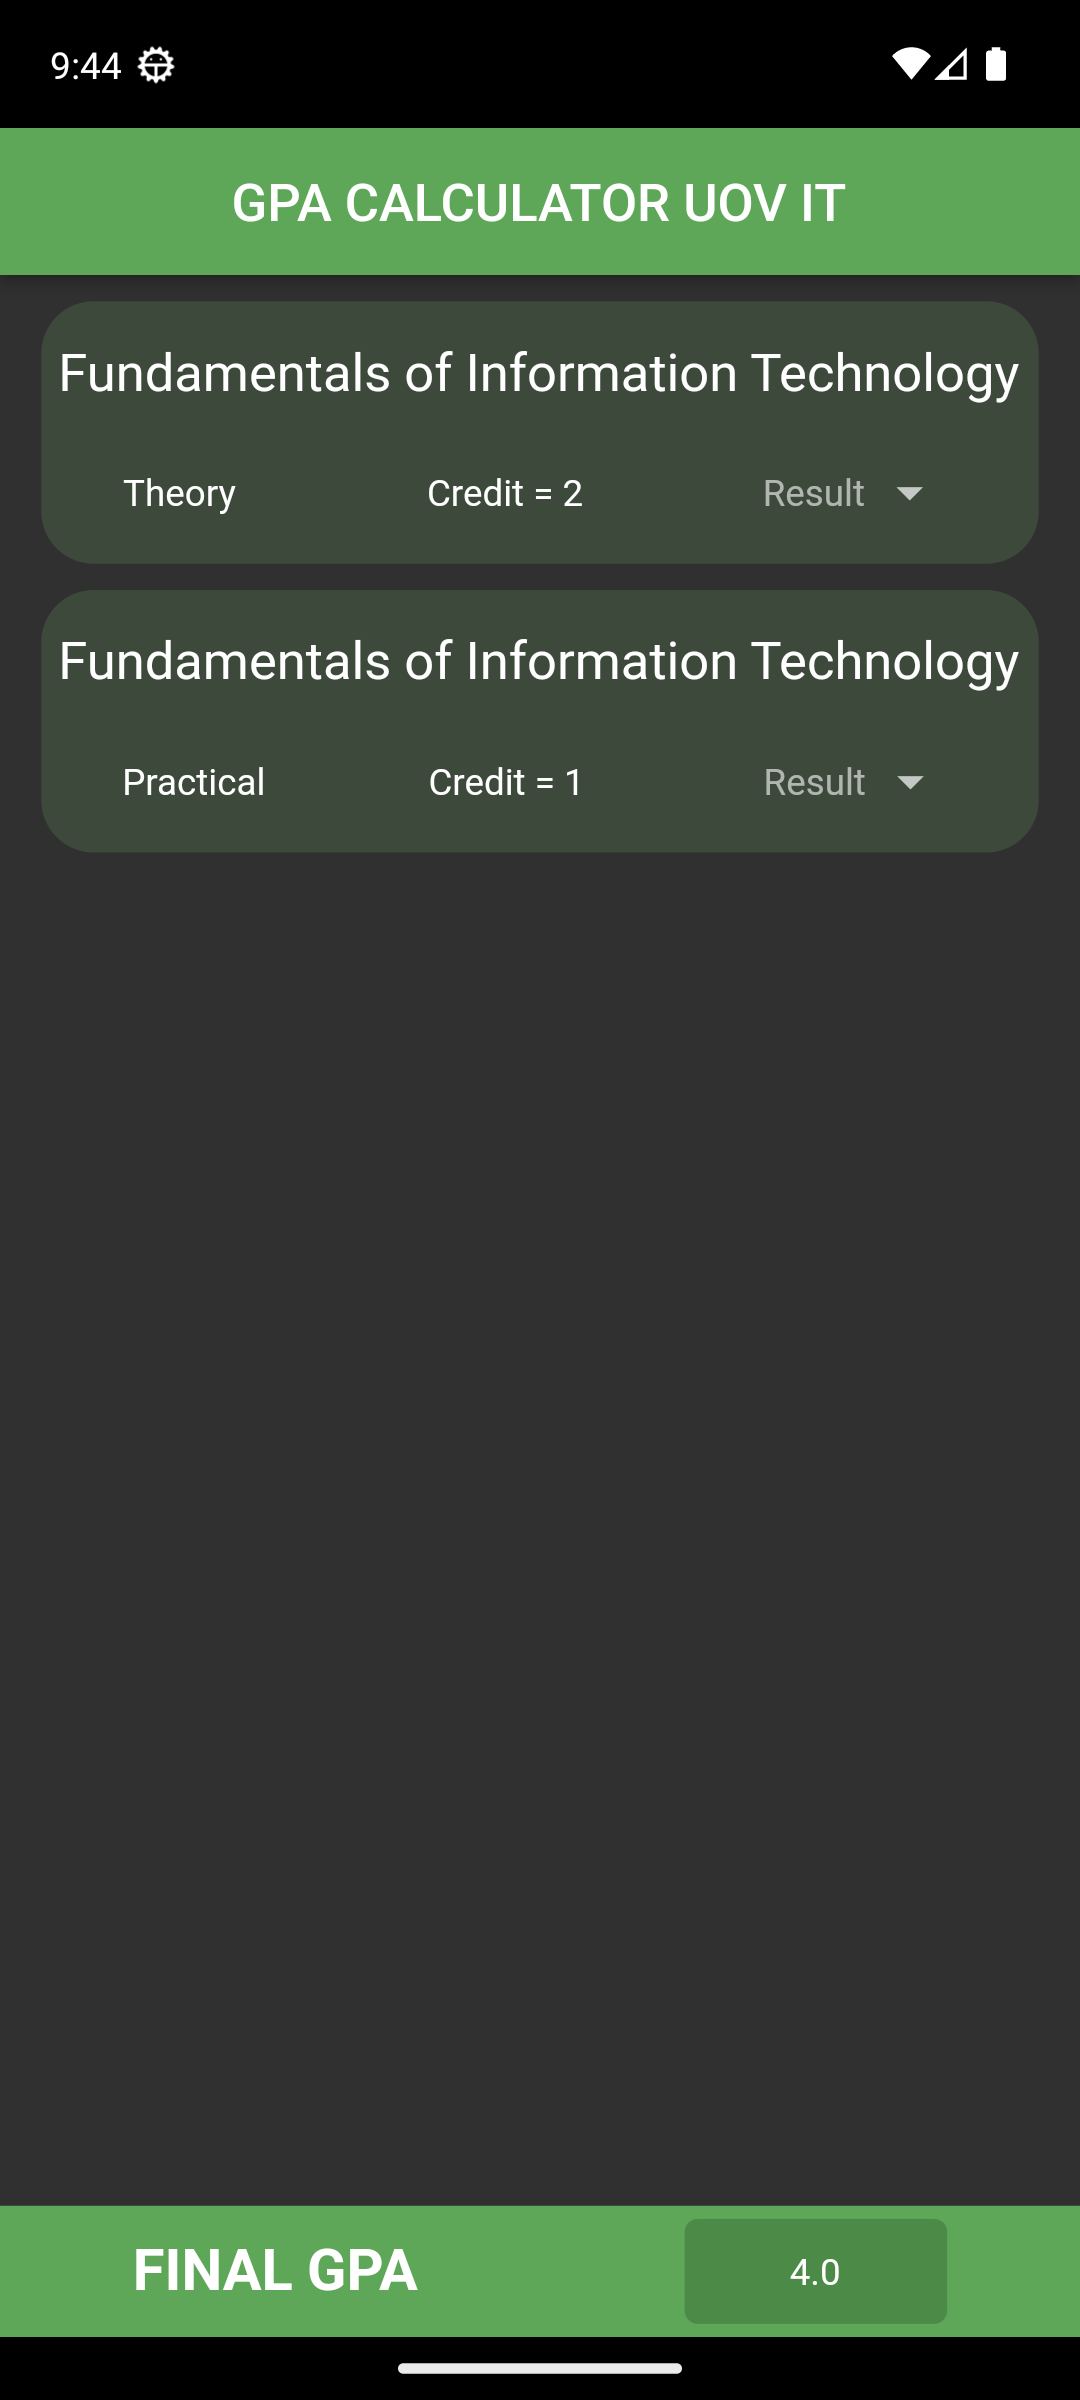 9:44
GPA CALCULATOR UOV IT
Fundamentals of Information Technology
Theory Credit = 2 Result
Fundamentals of Information Technology
Practical Credit = 1 Result
FINAL GPA 4.0